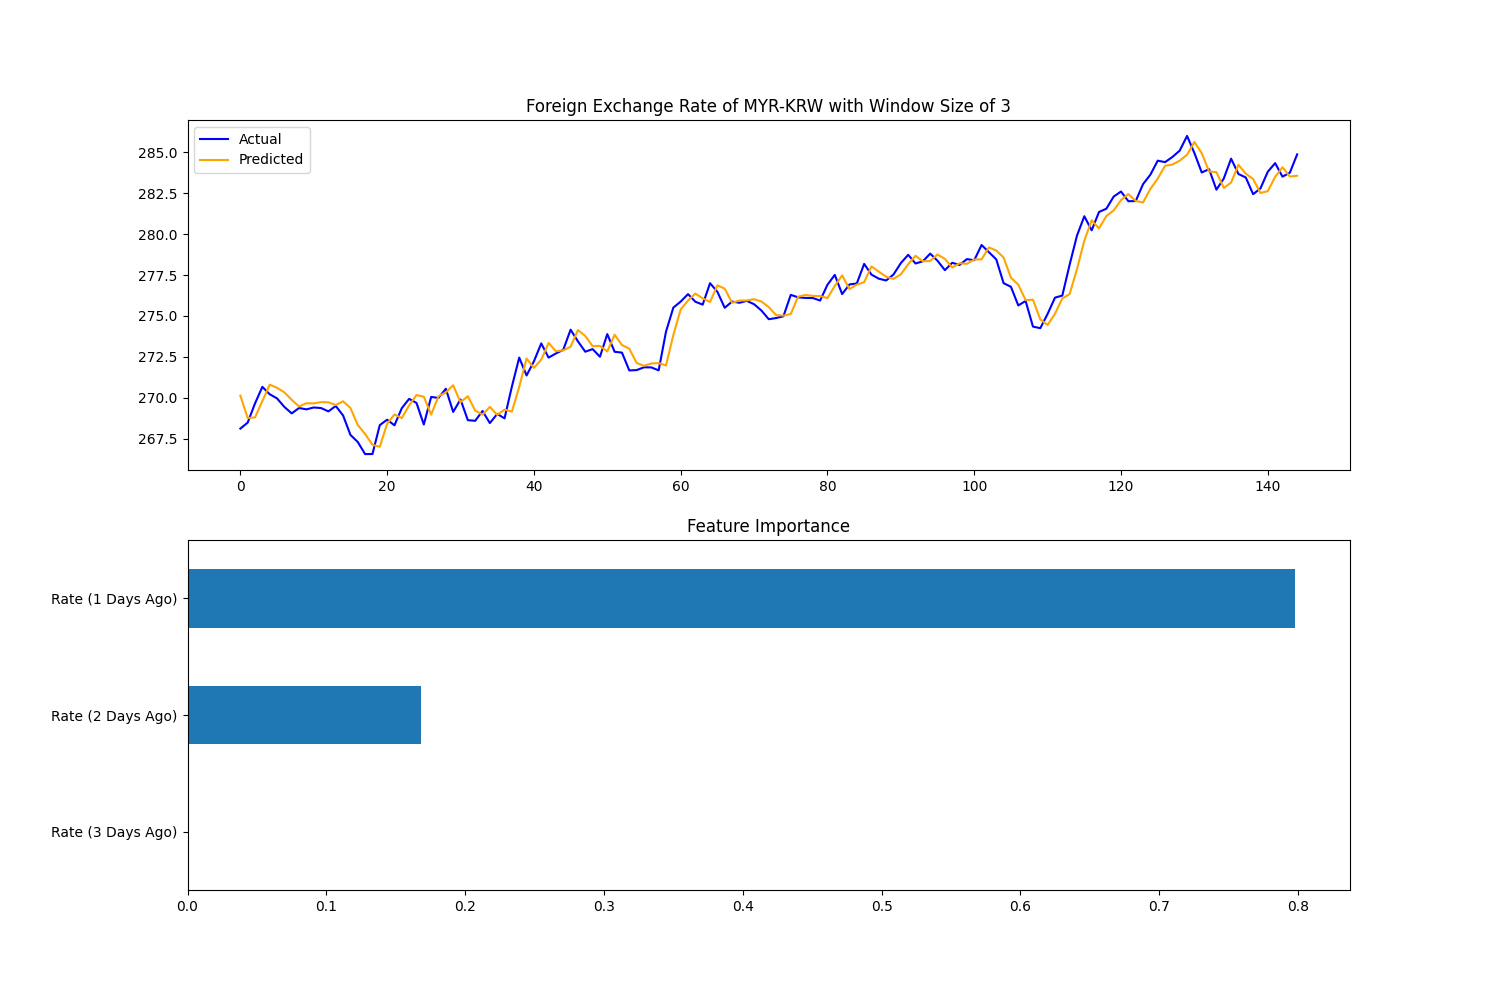 Foreign Exchange Rate of MYR-KRW with Window Size of 3
Actual
Predicted
285.0
282.5
280.0
277.5
275.0
272.5
270.0
267.5
0 20 40 60 80 100 120 140
Feature Importance
Rate (1 Days Ago)
Rate (2 Days Ago)
Rate (3 Days Ago)
0.0 0.1 0.2 0.3 0.4 0.5 0.6 0.7 0.8